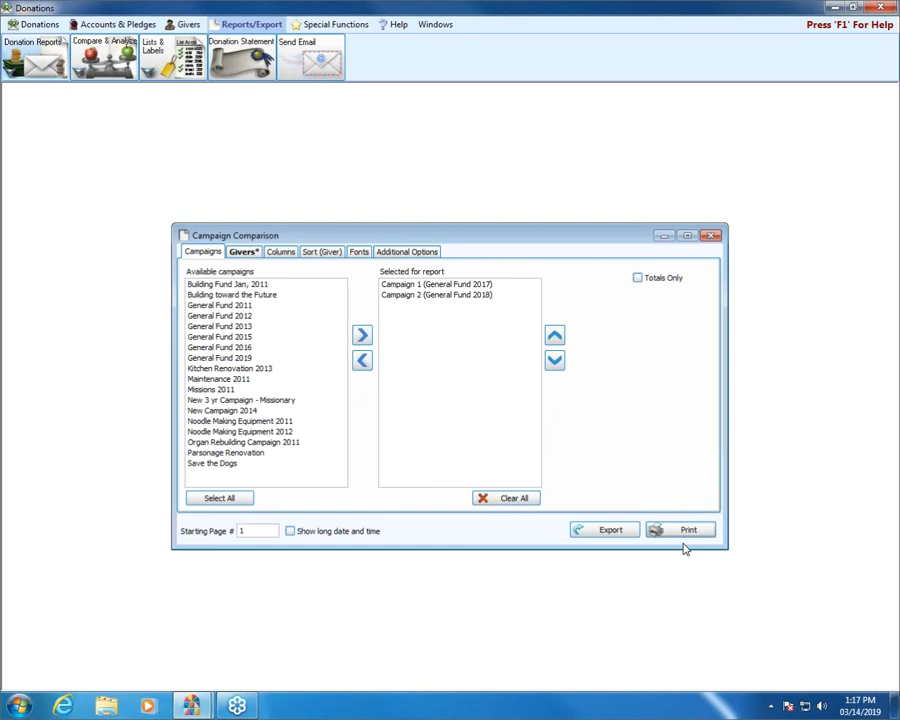 Donations
Donations Accounts & Pledges Givers Reports/Export Special Functions Help Windows Press 'F1' For Help
Donation Reports Compare & Analyze Lists & Labels Donation Statement Send Email
Campaign Comparison
Campaigns Givers* Columns Sort (Giver) Fonts Additional Options
Available campaigns Selected for report
Totals Only
Building Fund Jan, 2011
Building toward the Future
General Fund 2011
General Fund 2012
General Fund 2013
General Fund 2015
General Fund 2016
General Fund 2019
Kitchen Renovation 2013
Maintenance 2011
Missions 2011
New 3 yr Campaign - Missionary
New Campaign 2014
Noodle Making Equipment 2011
Noodle Making Equipment 2012
Organ Rebuilding Campaign 2011
Parsonage Renovation
Save the Dogs
Campaign 1 (General Fund 2017)
Campaign 2 (General Fund 2018)
Select All Clear All
Starting Page # 1 Show long date and time Export Print
1:17 PM
03/14/2019